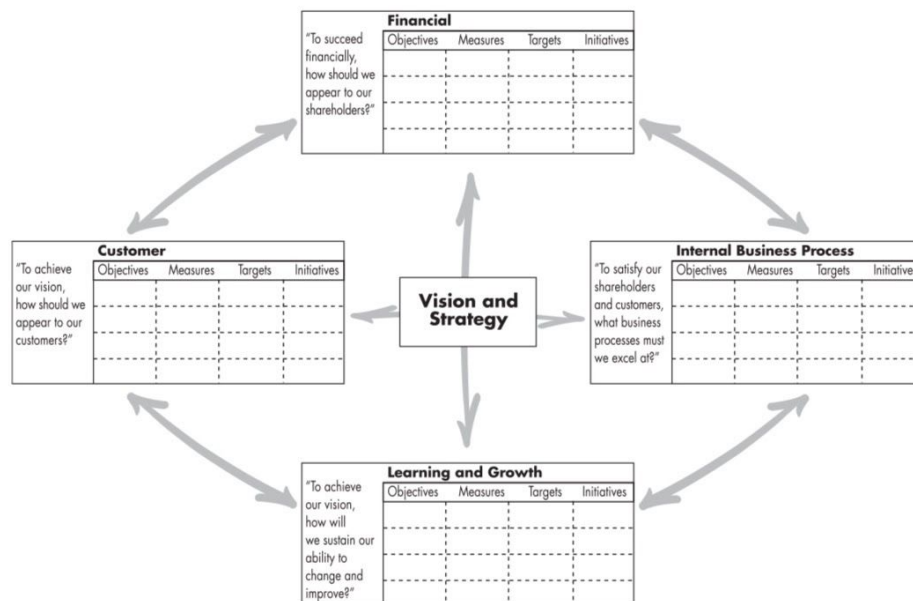 Financial
“To succeed
financially,
how should we
appear to our
shareholders?”
Objectives Measures Targets Initiatives
Customer
“To achieve
our vision,
how should we
appear to our
customers?”
Objectives Measures Targets Initiatives
Vision and
Strategy
Internal Business Process
“To satisfy our
shareholders
and customers,
what business
processes must
we excel at?”
Objectives Measures Targets Initiatives
Learning and Growth
“To achieve
our vision,
how will
we sustain our
ability to
change and
improve?”
Objectives Measures Targets Initiatives